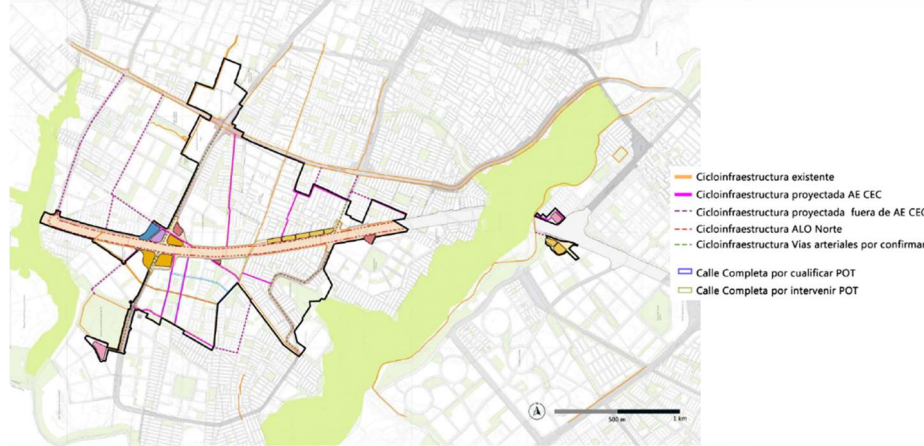 Cicloinfraestructura existente
Cicloinfraestructura proyectada AE CEC
Cicloinfraestructura proyectada fuera de AE CEC
Cicloinfraestructura ALO Norte
Cicloinfraestructura Vias arteriales por confirmar
Calle Completa por cualificar POT
Calle Completa por intervenir POT
A
500 m
1 km